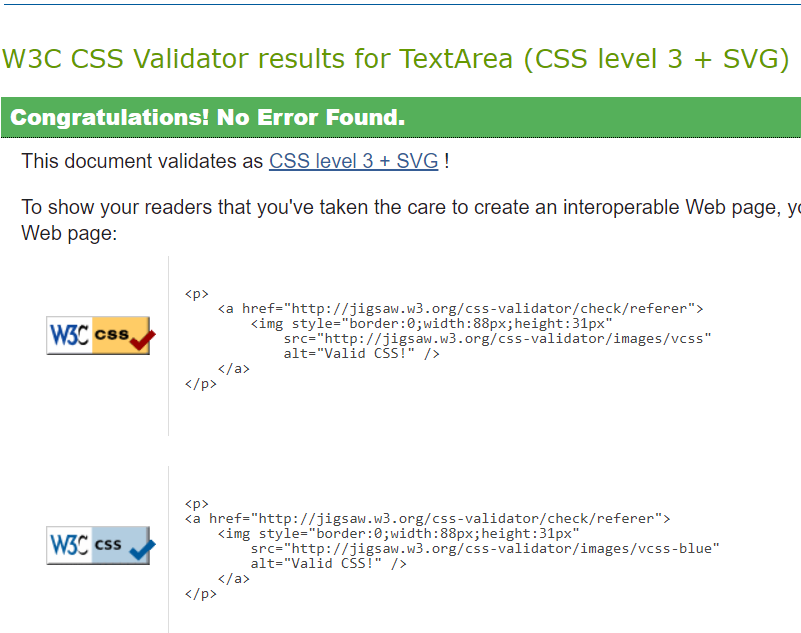 W3C CSS Validator results for TextArea (CSS level 3 + SVG)
Congratulations! No Error Found.
This document validates as CSS level 3 + SVG !
To show your readers that you've taken the care to create an interoperable Web page,
Web page:
W3C css
<p>
<a href="http://jigsaw.w3.org/css-validator/check/referer">
<img style="border:0;width:88px;height:31px"
src="http://jigsaw.w3.org/css-validator/images/vcss"
alt="Valid CSS!" />
</a>
</p>
W3C css
<p>
<a href="http://jigsaw.w3.org/css-validator/check/referer">
<img style="border:0;width:88px;height:31px"
src="http://jigsaw.w3.org/css-validator/images/vcss-blue"
alt="Valid CSS!" />
</a>
</p>